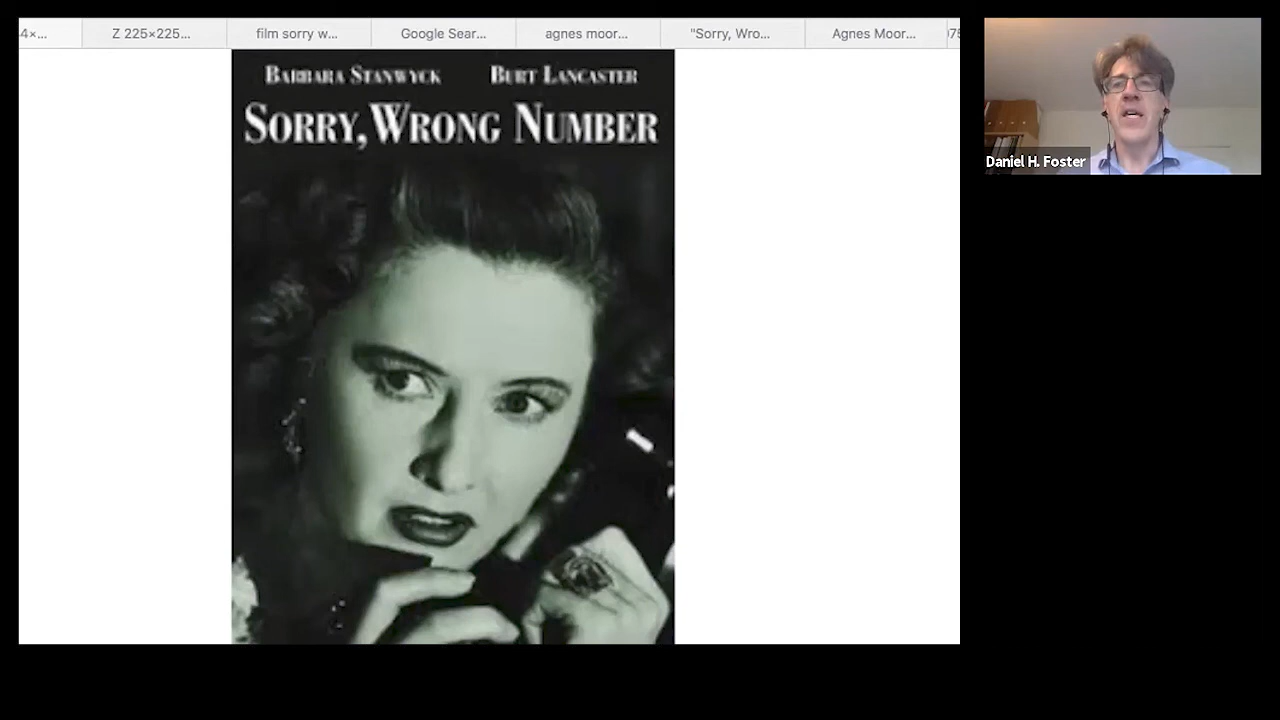 4×...
Z 225×225...
film sorry w...
Google Sear...
agnes moor...
"Sorry, Wro...
Agnes Moor...
BARBARA STANWYCK BURT LANCASTER
SORRY, WRONG NUMBER
Daniel H. Foster